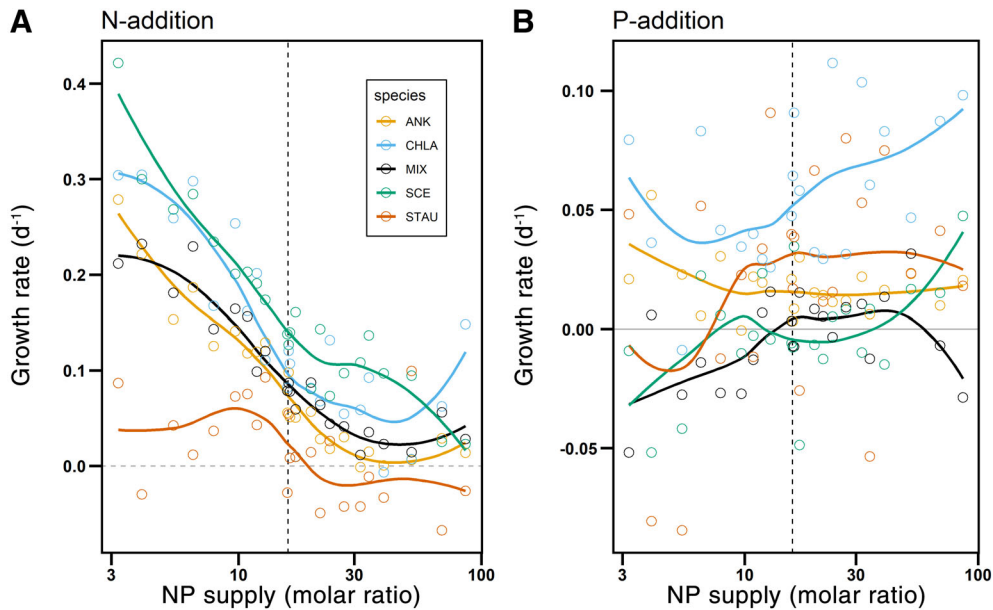 A
N-addition
Growth rate (d⁻¹)
0.4
0.3
0.2
0.1
0.0
species
ANK
CHLA
MIX
SCE
STAU
3
10
30
100
NP supply (molar ratio)
B
P-addition
Growth rate (d⁻¹)
0.10
0.05
0.00
-0.05
3
10
30
100
NP supply (molar ratio)